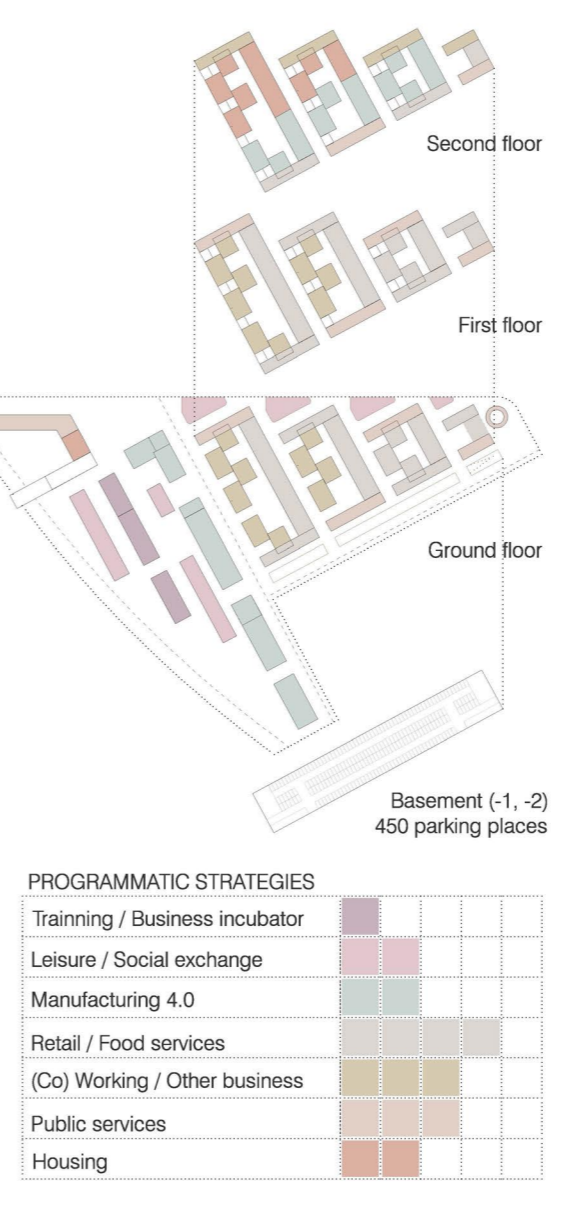 Second floor
First floor
Ground floor
Basement (-1, -2)
450 parking places
PROGRAMMATIC STRATEGIES
Trainning / Business incubator
Leisure / Social exchange
Manufacturing 4.0
Retail / Food services
(Co) Working / Other business
Public services
Housing